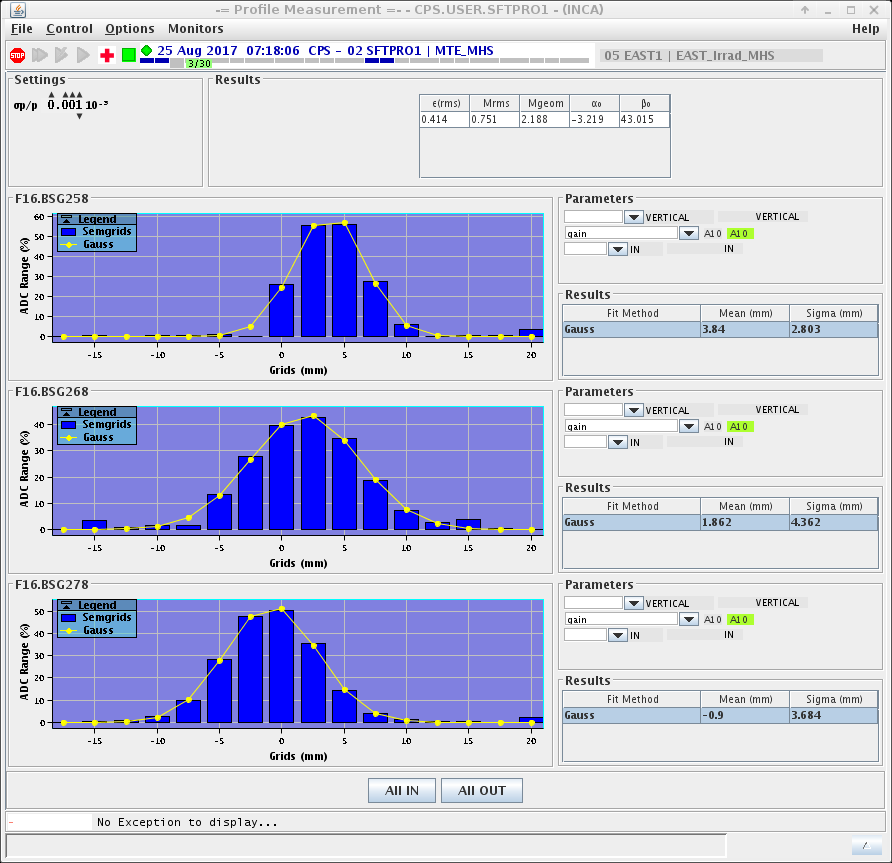 -= Profile Measurement =- - CPS.USER.SFTPRO1 - (INCA)
File Control Options Monitors Help
STOP 25 Aug 2017 07:18:06 CPS - 02 SFTPRO1 | MTE_MHS
3/30
05 EAST1 | EAST_Irrad_MHS
Settings
σp/p 0.001 10⁻³
Results
ϵ(rms) Mrms Mgeom α₀ β₀
0.414 0.751 2.188 -3.219 43.015
F16.BSG258
Legend
Semgrids
Gauss
ADC Range (%)
60
50
40
30
20
10
0
-15 -10 -5 0 5 10 15 20
Grids (mm)
Parameters
VERTICAL VERTICAL
gain A10 A10
IN IN
Results
Fit Method Mean (mm) Sigma (mm)
Gauss 3.84 2.803
F16.BSG268
Legend
Semgrids
Gauss
ADC Range (%)
40
30
20
10
0
-15 -10 -5 0 5 10 15 20
Grids (mm)
Parameters
VERTICAL VERTICAL
gain A10 A10
IN IN
Results
Fit Method Mean (mm) Sigma (mm)
Gauss 1.862 4.362
F16.BSG278
Legend
Semgrids
Gauss
ADC Range (%)
50
40
30
20
10
0
-15 -10 -5 0 5 10 15 20
Grids (mm)
Parameters
VERTICAL VERTICAL
gain A10 A10
IN IN
Results
Fit Method Mean (mm) Sigma (mm)
Gauss -0.9 3.684
All IN All OUT
- No Exception to display...